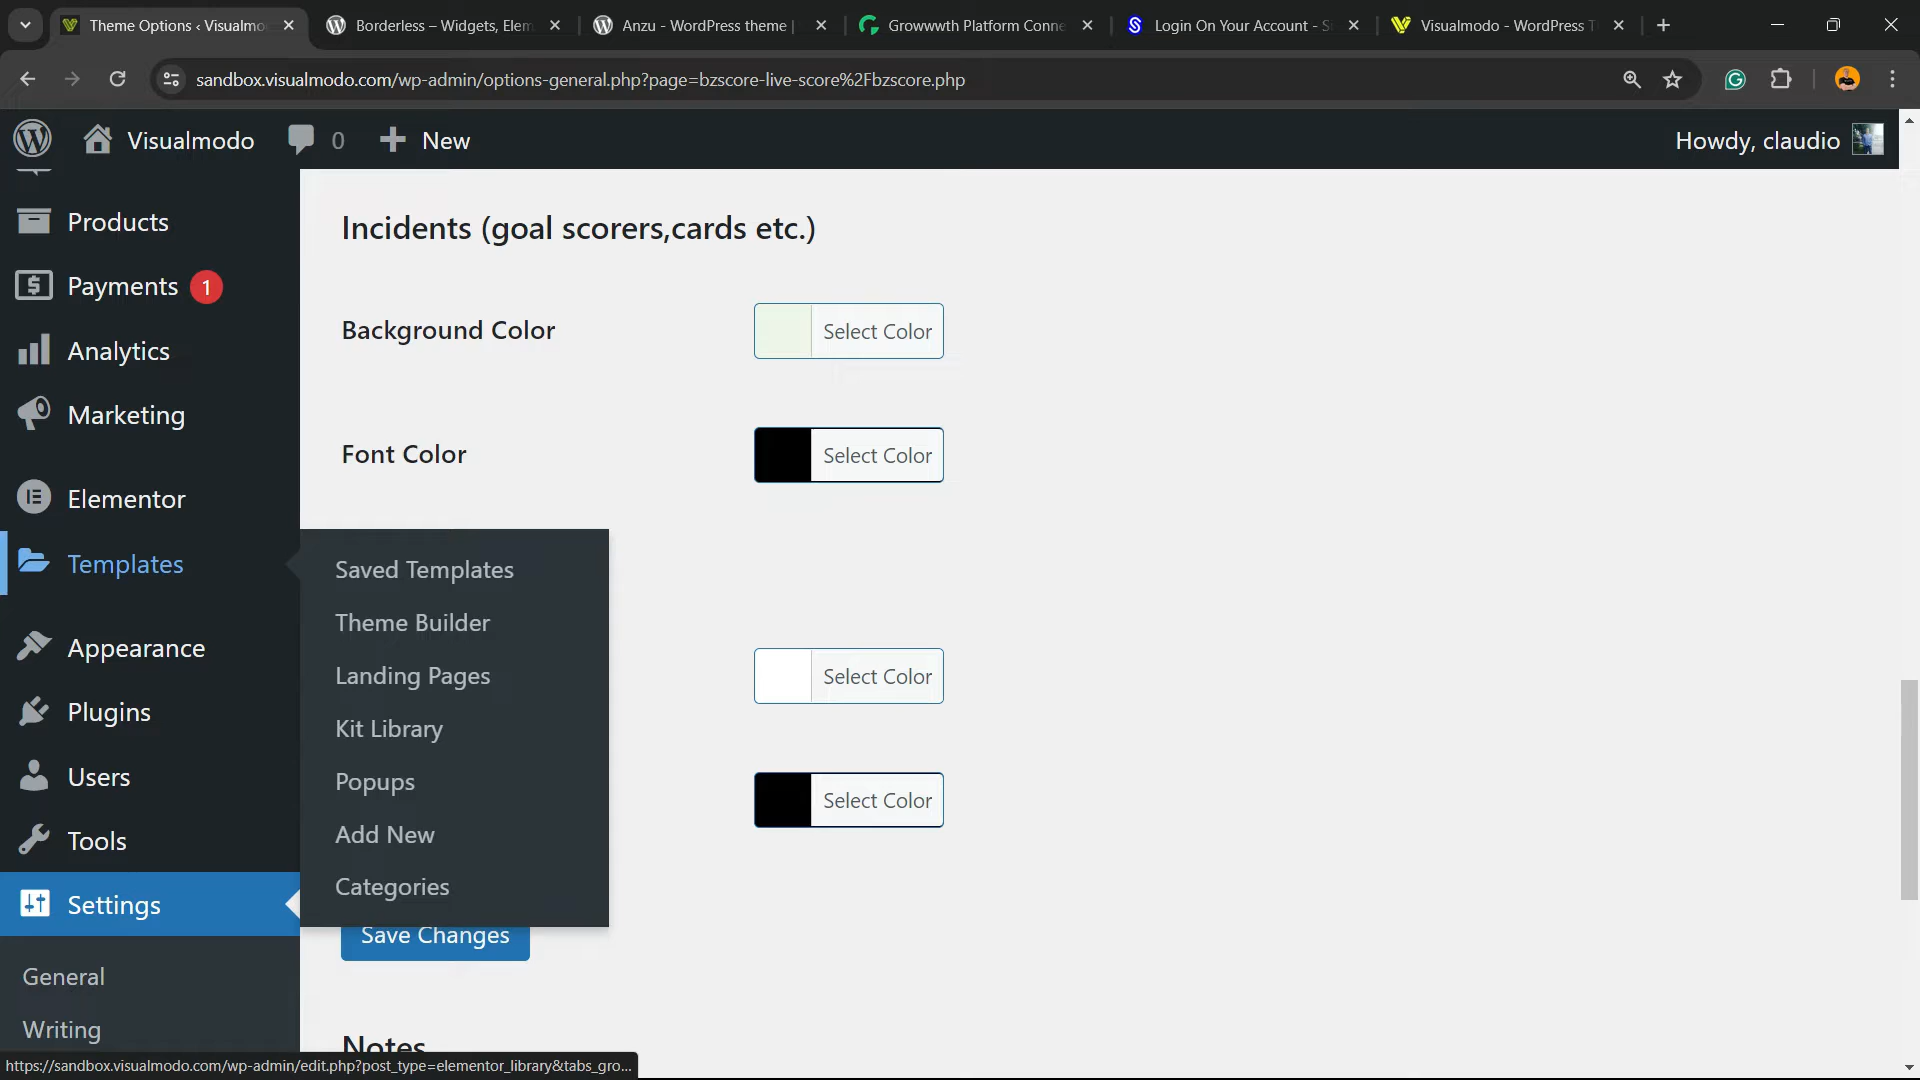 Theme Options ‹ Visualmo
Borderless – Widgets, Elem
Anzu - WordPress theme |
Growwwth Platform Conne
Login On Your Account - S
Visualmodo - WordPress T
sandbox.visualmodo.com/wp-admin/options-general.php?page=bzscore-live-score%2Fbzscore.php
Visualmodo
0
New
Howdy, claudio
Products
Payments 1
Analytics
Marketing
Elementor
Templates
Appearance
Plugins
Users
Tools
Settings
General
Writing
Saved Templates
Theme Builder
Landing Pages
Kit Library
Popups
Add New
Categories
Incidents (goal scorers,cards etc.)
Background Color
Select Color
Font Color
Select Color
Select Color
Select Color
Save Changes
Notes
https://sandbox.visualmodo.com/wp-admin/edit.php?post_type=elementor_library&tabs_gro...